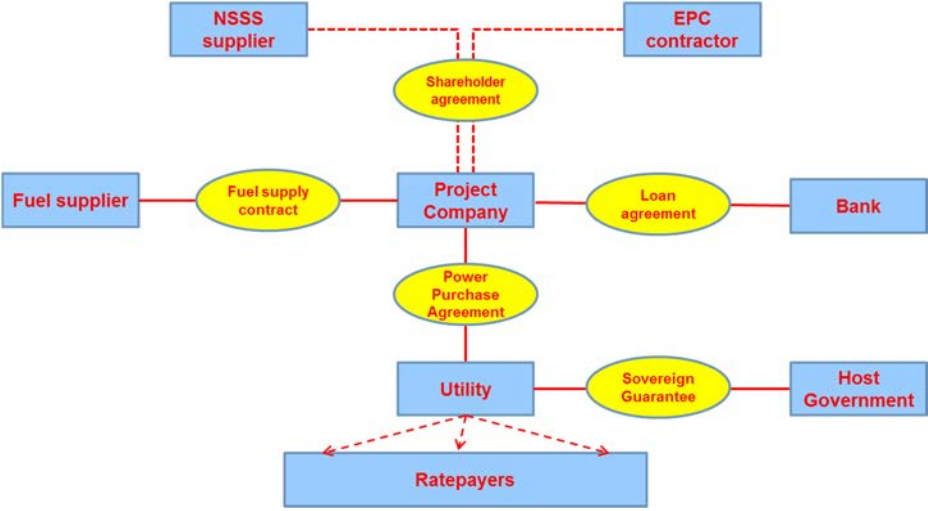 NSSS
supplier
EPC
contractor
Shareholder
agreement
Fuel supplier
Fuel supply
contract
Project
Company
Loan
agreement
Bank
Power
Purchase
Agreement
Utility
Sovereign
Guarantee
Host
Government
Ratepayers